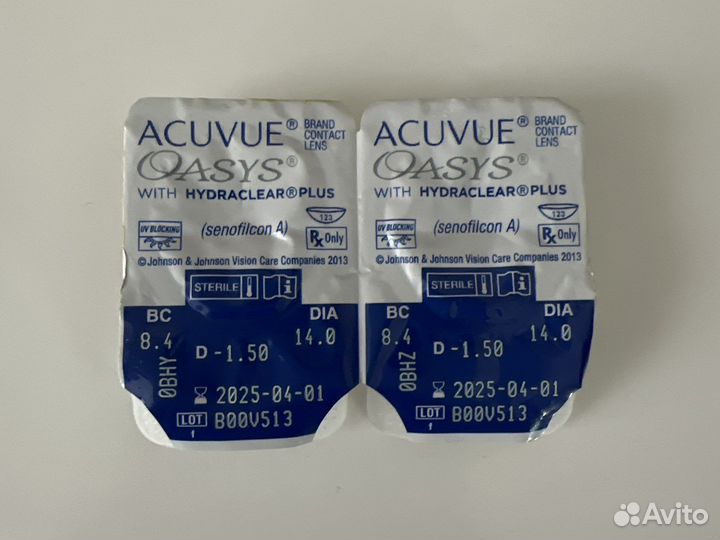 ACUVUE® BRAND CONTACT LENS
OASYS®
WITH HYDRACLEAR® PLUS
123
UV BLOCKING (senofilcon A) Rx Only
©Johnson & Johnson Vision Care Companies 2013
STERILE i
BC DIA
8.4 14.0
D -1.50
0BHY
2025-04-01
LOT B00V513
f
ACUVUE® BRAND CONTACT LENS
OASYS®
WITH HYDRACLEAR® PLUS
123
UV BLOCKING (senofilcon A) Rx Only
©Johnson & Johnson Vision Care Companies 2013
STERILE i
BC DIA
8.4 14.0
D -1.50
0BHZ
2025-04-01
LOT B00V513
f
Avito